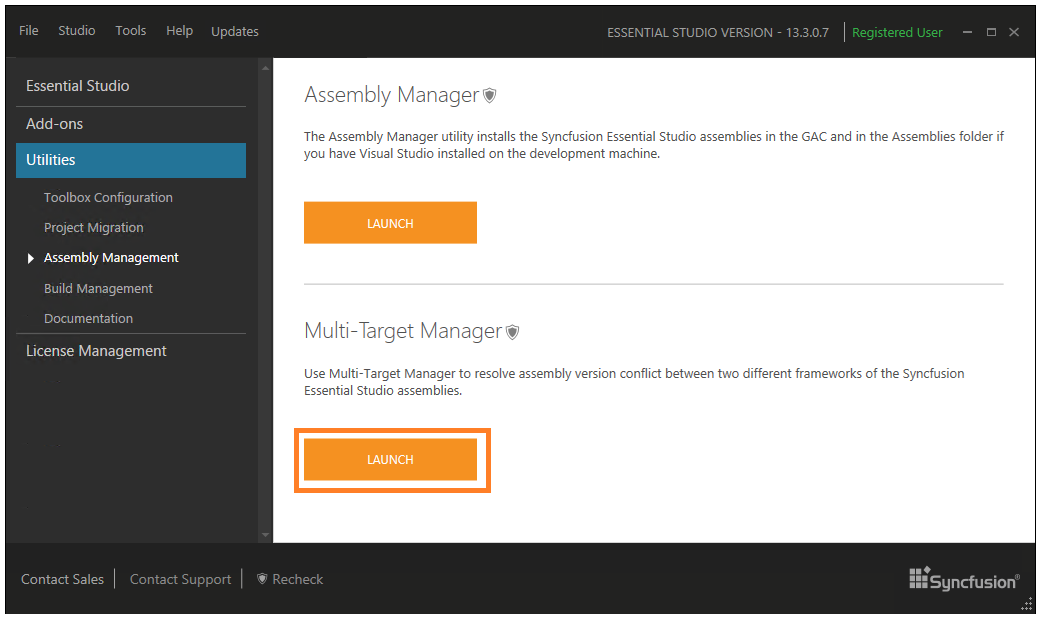 File Studio Tools Help Updates ESSENTIAL STUDIO VERSION - 13.3.0.7 Registered User
Essential Studio
Add-ons
Utilities
Toolbox Configuration
Project Migration
Assembly Management
Build Management
Documentation
License Management
Assembly Manager
The Assembly Manager utility installs the Syncfusion Essential Studio assemblies in the GAC and in the Assemblies folder if
you have Visual Studio installed on the development machine.
LAUNCH
Multi-Target Manager
Use Multi-Target Manager to resolve assembly version conflict between two different frameworks of the Syncfusion
Essential Studio assemblies.
LAUNCH
Contact Sales Contact Support Recheck
Syncfusion®